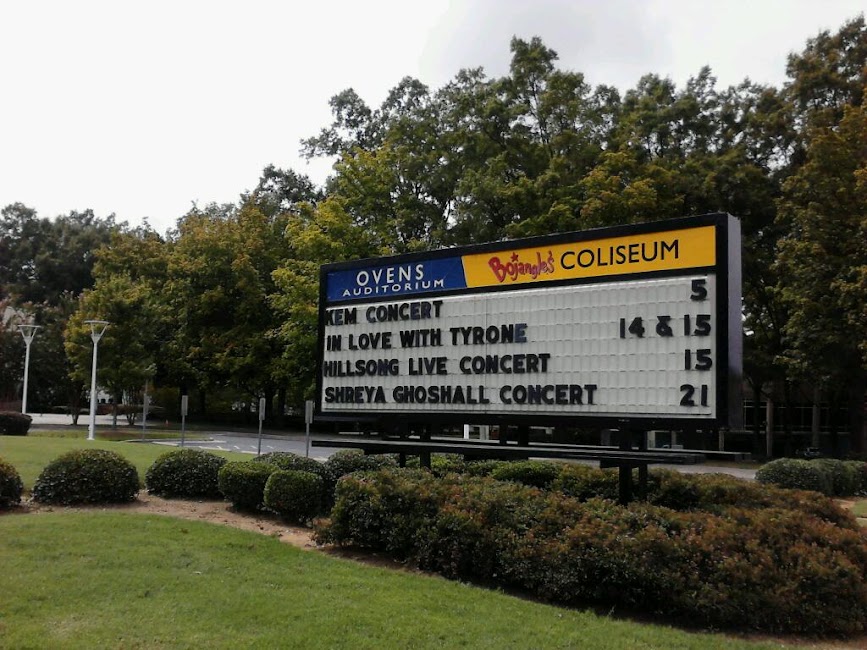 OVENS AUDITORIUM Bojangles' COLISEUM
KEM CONCERT 5
IN LOVE WITH TYRONE 14 & 15
HILLSONG LIVE CONCERT 15
SHREYA GHOSHALL CONCERT 21